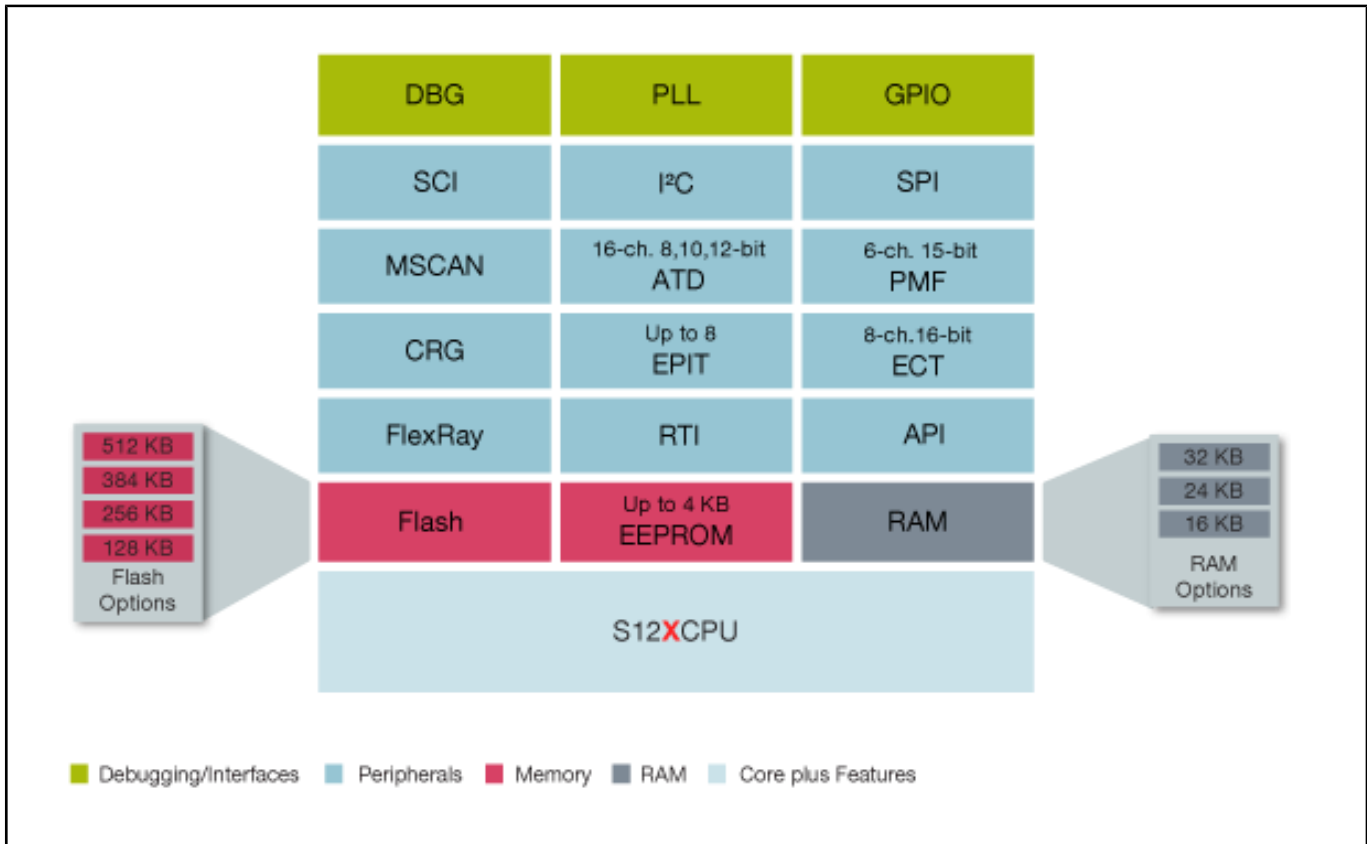 DBG
PLL
GPIO
SCI
I²C
SPI
MSCAN
16-ch. 8,10,12-bit
ATD
6-ch. 15-bit
PMF
CRG
Up to 8
EPIT
8-ch.16-bit
ECT
FlexRay
RTI
API
512 KB
384 KB
256 KB
128 KB
Flash
Options
Flash
Up to 4 KB
EEPROM
RAM
32 KB
24 KB
16 KB
RAM
Options
S12XCPU
Debugging/Interfaces
Peripherals
Memory
RAM
Core plus Features